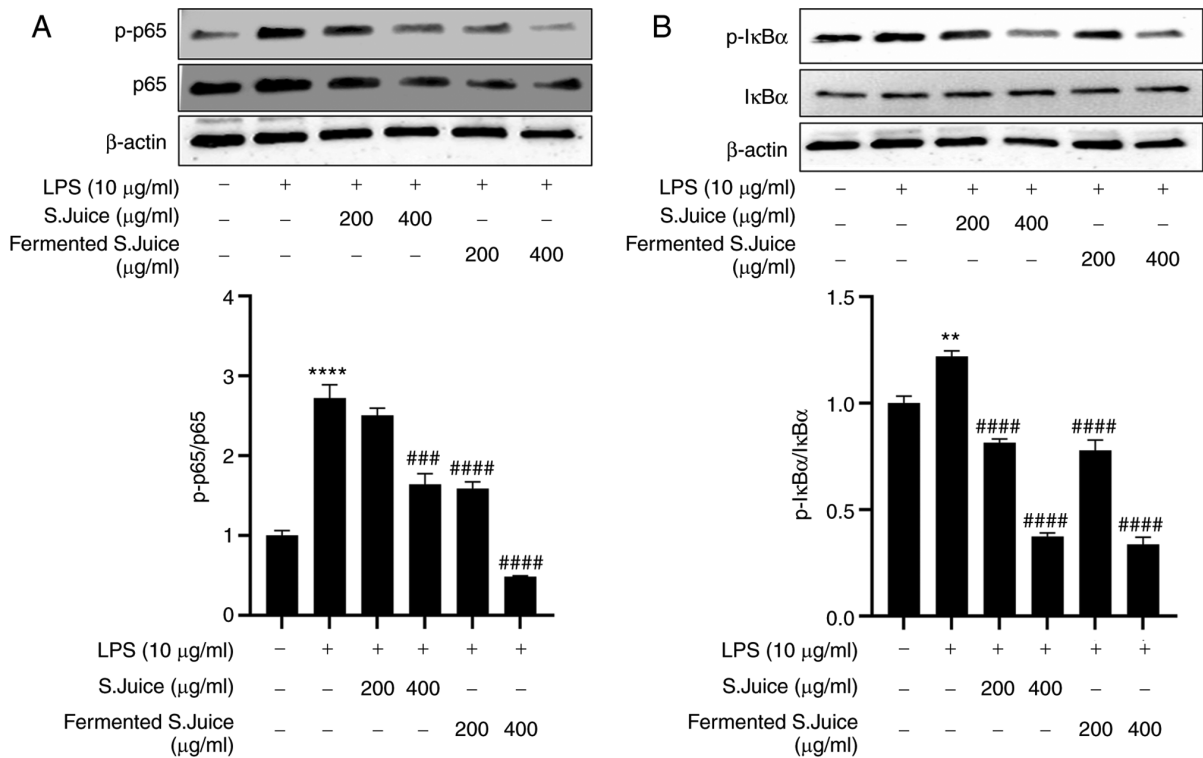 A
p-p65
p65
β-actin
LPS (10 μg/ml) – + + + + +
S.Juice (μg/ml) – – 200 400 – –
Fermented S.Juice – – – – 200 400
(μg/ml)
4
3
2
1
0
p-p65/p65
****
###
####
####
LPS (10 μg/ml) – + + + + +
S.Juice (μg/ml) – – 200 400 – –
Fermented S.Juice – – – – 200 400
(μg/ml)
B
p-IκBα
IκBα
β-actin
LPS (10 μg/ml) – + + + + +
S.Juice (μg/ml) – – 200 400 – –
Fermented S.Juice – – – – 200 400
(μg/ml)
1.5
1.0
0.5
0.0
p-IκBα/IκBα
**
####
####
####
####
LPS (10 μg/ml) – + + + + +
S.Juice (μg/ml) – – 200 400 – –
Fermented S.Juice – – – – 200 400
(μg/ml)